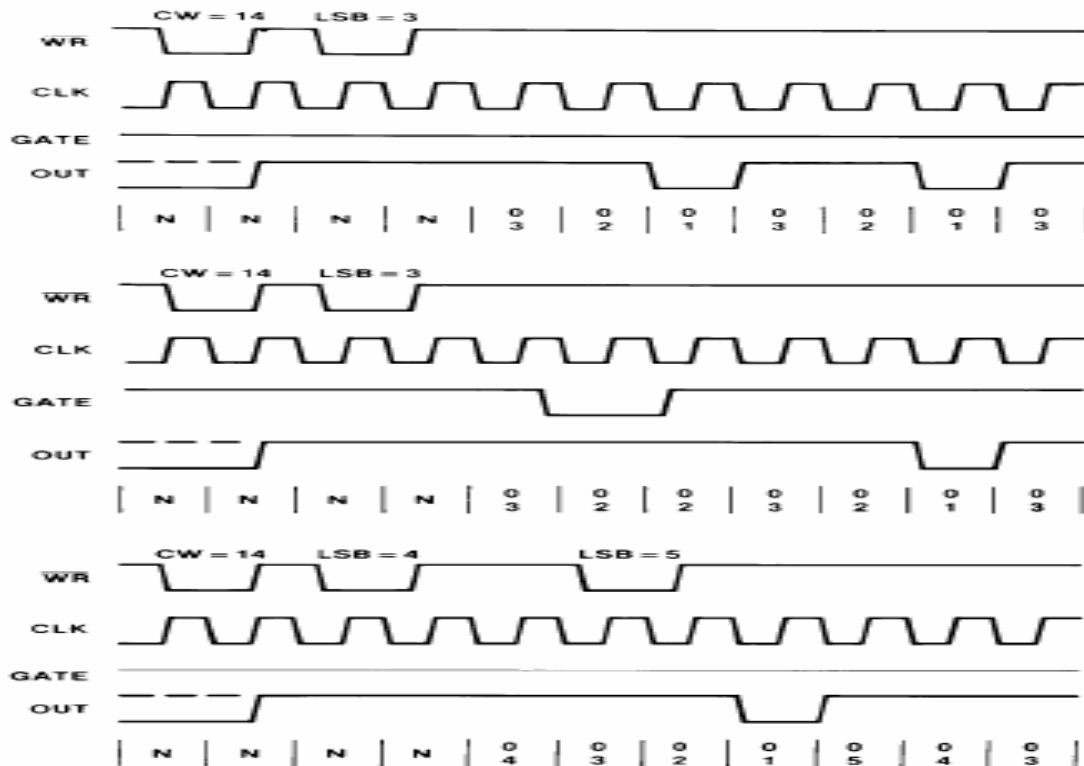 CW = 14 LSB = 3
WR
CLK
GATE
OUT
N N N N 0 3 0 2 0 1 0 3 0 2 0 1 0 3
CW = 14 LSB = 3
WR
CLK
GATE
OUT
N N N N 0 3 0 2 0 2 0 3 0 2 0 1 0 3
CW = 14 LSB = 4 LSB = 5
WR
CLK
GATE
OUT
N N N N 0 4 0 3 0 2 0 1 0 5 0 4 0 3